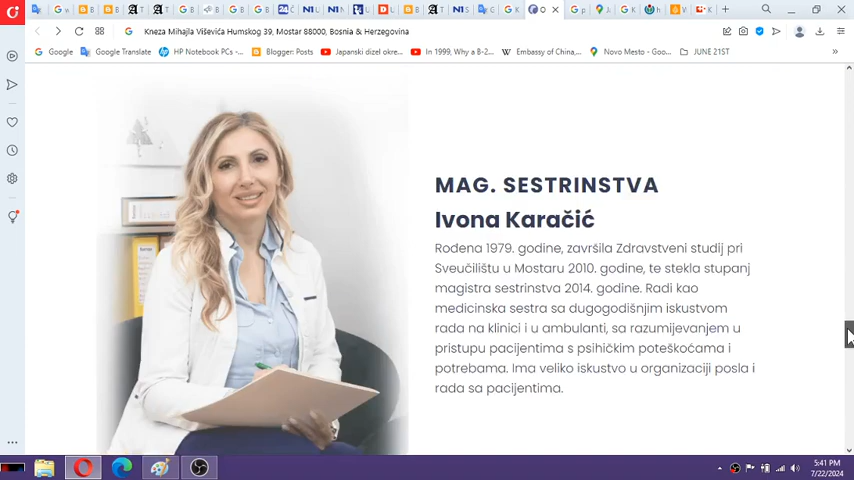 Kneza Mihajla Viševića Humskog 39, Mostar 88000, Bosnia & Herzegovina
Google
Google Translate
HP Notebook PCs -...
Blogger: Posts
Japanski dizel okre...
In 1999, Why a B-2...
Embassy of China,...
Novo Mesto - Goo...
JUNE 21ST
MAG. SESTRINSTVA
Ivona Karačić
Rođena 1979. godine, završila Zdravstveni studij pri
Sveučilištu u Mostaru 2010. godine, te stekla stupanj
magistra sestrinstva 2014. godine. Radi kao
medicinska sestra sa dugogodišnjim iskustvom
rada na klinici i u ambulanti, sa razumijevanjem u
pristupu pacijentima s psihičkim poteškoćama i
potrebama. Ima veliko iskustvo u organizaciji posla i
rada sa pacijentima.
5:41 PM
7/22/2024